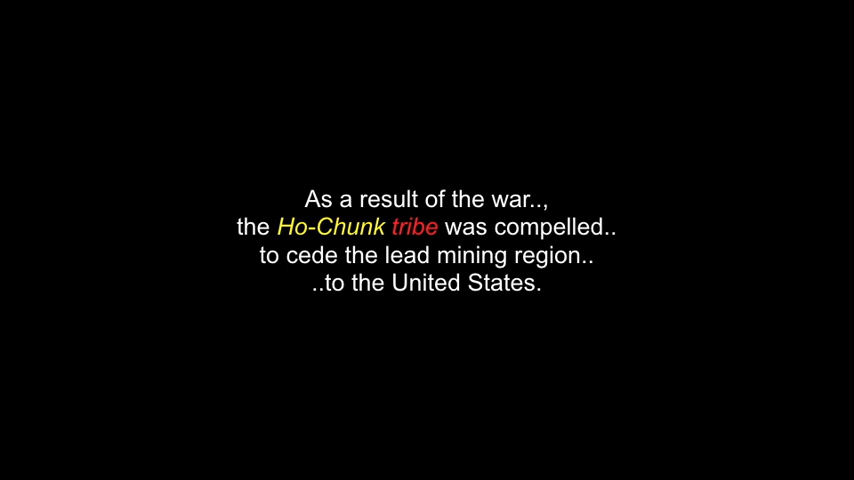 As a result of the war..,
the Ho-Chunk tribe was compelled..
to cede the lead mining region..
..to the United States.